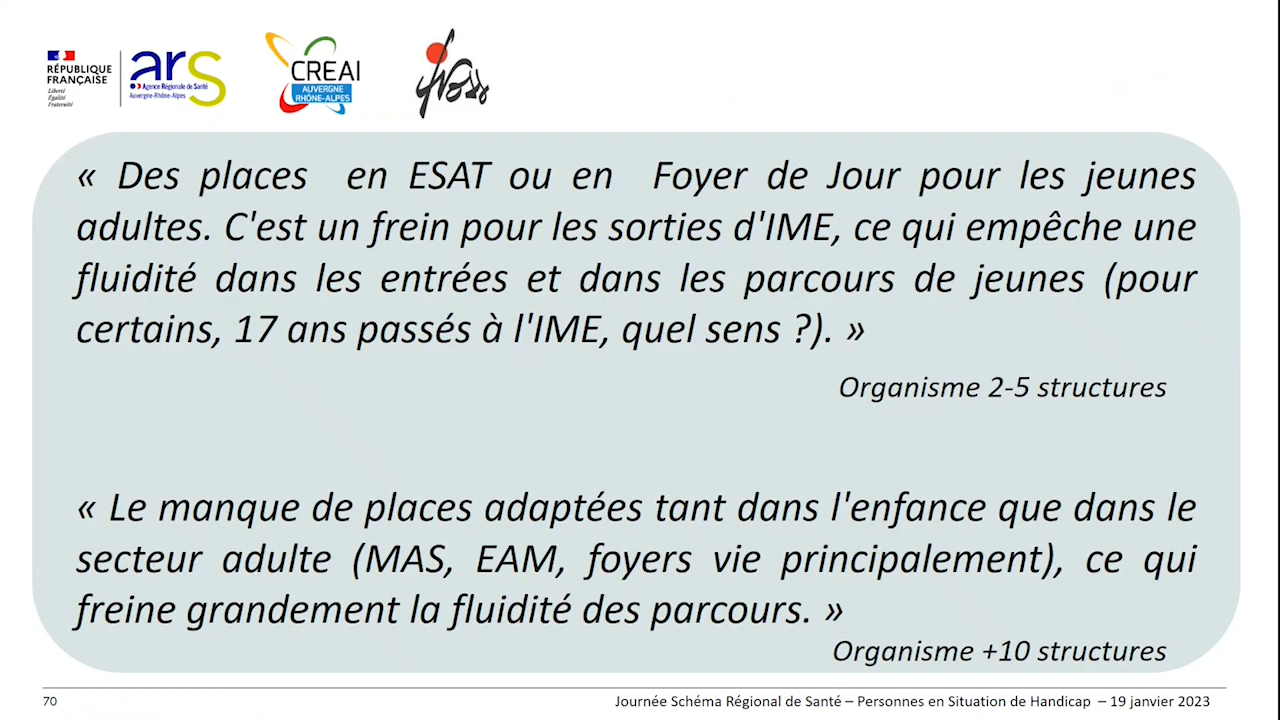 RÉPUBLIQUE
FRANÇAISE
Liberté
Égalité
Fraternité
ars
Agence Régionale de Santé
Auvergne-Rhône-Alpes
CREAI
AUVERGNE
RHÔNE-ALPES
« Des places en ESAT ou en Foyer de Jour pour les jeunes
adultes. C'est un frein pour les sorties d'IME, ce qui empêche une
fluidité dans les entrées et dans les parcours de jeunes (pour
certains, 17 ans passés à l'IME, quel sens ?). »
Organisme 2-5 structures
« Le manque de places adaptées tant dans l'enfance que dans le
secteur adulte (MAS, EAM, foyers vie principalement), ce qui
freine grandement la fluidité des parcours. »
Organisme +10 structures
70
Journée Schéma Régional de Santé – Personnes en Situation de Handicap – 19 janvier 2023